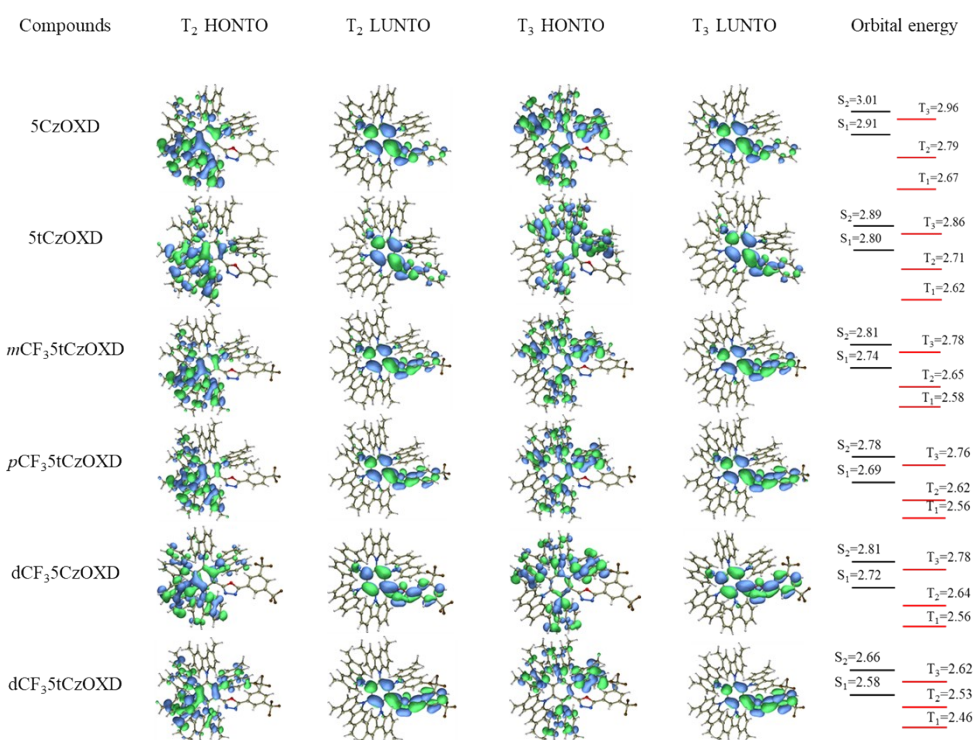 Compounds T₂ HONTO T₂ LUNTO T₃ HONTO T₃ LUNTO Orbital energy
5CzOXD
S₂=3.01
T₃=2.96
S₁=2.91
T₂=2.79
T₁=2.67
5tCzOXD
S₂=2.89
T₃=2.86
S₁=2.80
T₂=2.71
T₁=2.62
mCF₃5tCzOXD
S₂=2.81
T₃=2.78
S₁=2.74
T₂=2.65
T₁=2.58
pCF₃5tCzOXD
S₂=2.78
T₃=2.76
S₁=2.69
T₂=2.62
T₁=2.56
dCF₃5CzOXD
S₂=2.81
T₃=2.78
S₁=2.72
T₂=2.64
T₁=2.56
dCF₃5tCzOXD
S₂=2.66
T₃=2.62
S₁=2.58
T₂=2.53
T₁=2.46